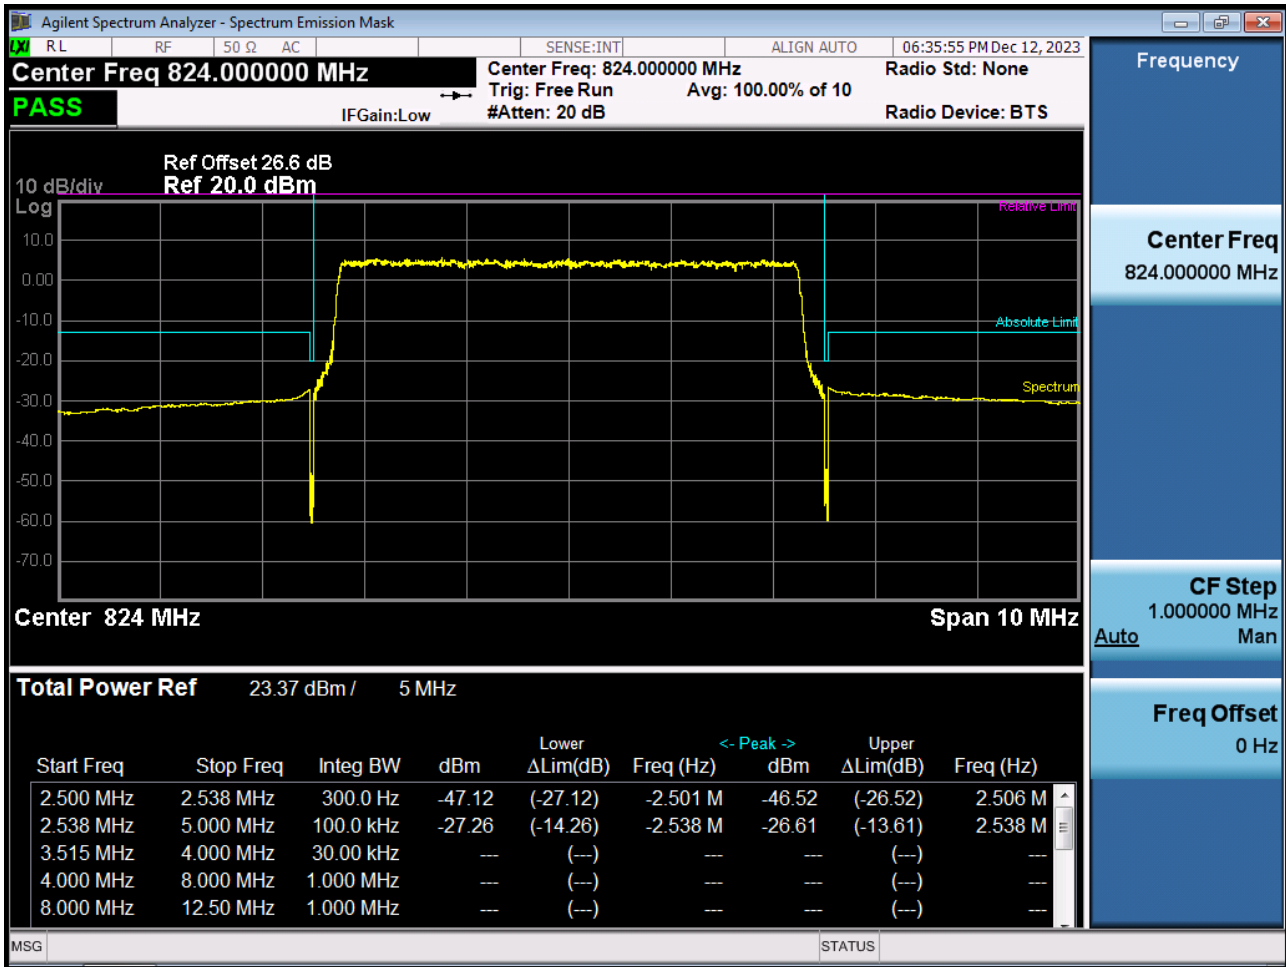 Agilent Spectrum Analyzer - Spectrum Emission Mask
LXI RL RF 50 Ω AC SENSE:INT ALIGN AUTO 06:35:55 PM Dec 12, 2023
Center Freq 824.000000 MHz Center Freq: 824.000000 MHz Radio Std: None
Trig: Free Run Avg: 100.00% of 10
PASS IFGain:Low #Atten: 20 dB Radio Device: BTS
Ref Offset 26.6 dB
10 dB/div Ref 20.0 dBm
Log
Relative Limit
10.0
0.00
-10.0
Absolute Limit
-20.0
Spectrum
-30.0
-40.0
-50.0
-60.0
-70.0
Center 824 MHz Span 10 MHz
Total Power Ref 23.37 dBm / 5 MHz
Lower <- Peak -> Upper
Start Freq Stop Freq Integ BW dBm ΔLim(dB) Freq (Hz) dBm ΔLim(dB) Freq (Hz)
2.500 MHz 2.538 MHz 300.0 Hz -47.12 (-27.12) -2.501 M -46.52 (-26.52) 2.506 M
2.538 MHz 5.000 MHz 100.0 kHz -27.26 (-14.26) -2.538 M -26.61 (-13.61) 2.538 M
3.515 MHz 4.000 MHz 30.00 kHz --- (---) --- --- (---) ---
4.000 MHz 8.000 MHz 1.000 MHz --- (---) --- --- (---) ---
8.000 MHz 12.50 MHz 1.000 MHz --- (---) --- --- (---) ---
MSG STATUS
Frequency
Center Freq
824.000000 MHz
CF Step
1.000000 MHz
Auto Man
Freq Offset
0 Hz